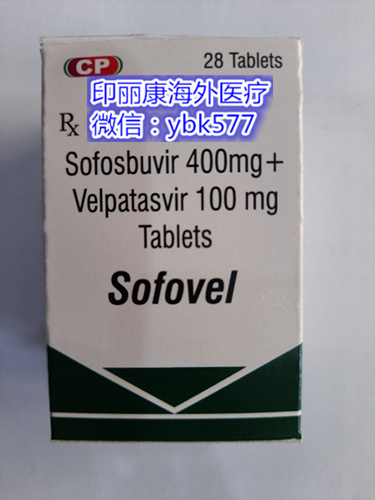 CP
28 Tablets
印丽康海外医疗
Rx
微信：ybk577
Sofosbuvir 400mg+
Velpatasvir 100 mg
Tablets
Sofovel